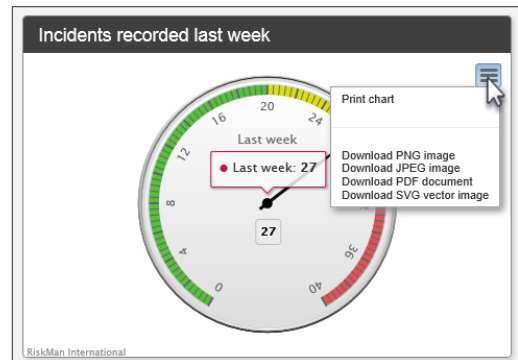 Incidents recorded last week
Print chart
Download PNG image
Download JPEG image
Download PDF document
Download SVG vector image
20
16
24
12
8
4
0
36
40
Last week
Last week: 27
27
RiskMan International